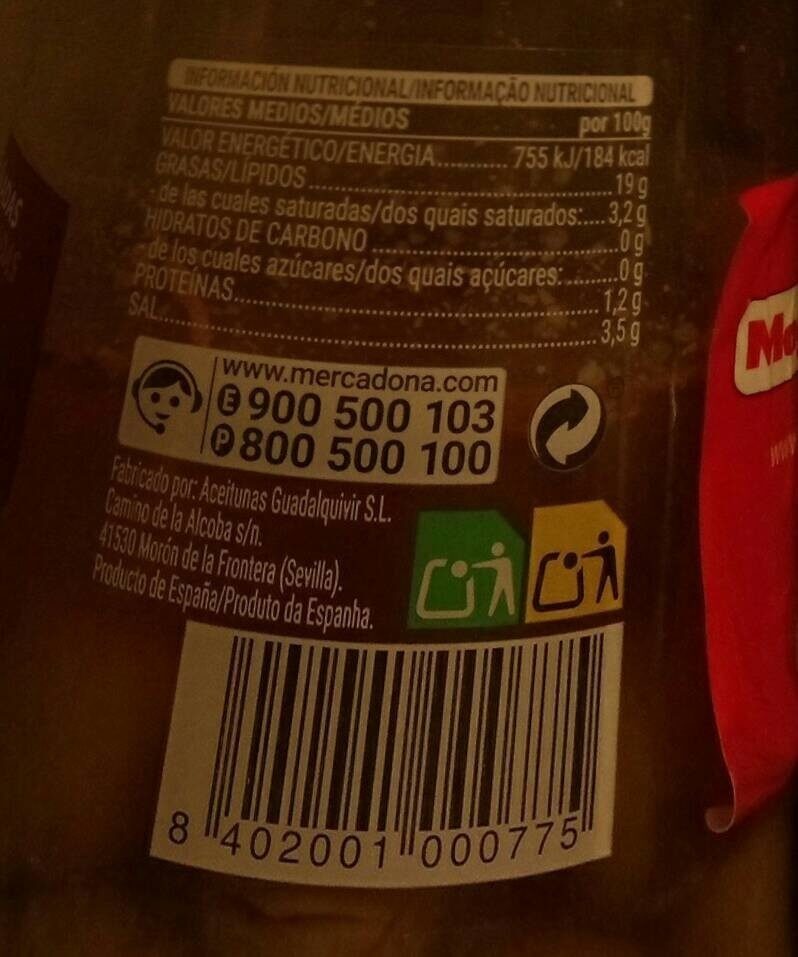 INFORMACIÓN NUTRICIONAL/INFORMAÇÃO NUTRICIONAL
VALORES MEDIOS/MÉDIOS por 100g
VALOR ENERGÉTICO/ENERGIA........... 755 kJ/184 kcal
GRASAS/LÍPIDOS.......................................... 19 g
- de las cuales saturadas/dos quais saturados:.... 3,2 g
HIDRATOS DE CARBONO .................................... 0 g
- de los cuales azúcares/dos quais açúcares: ........ 0 g
PROTEÍNAS................................................ 1,2 g
SAL...................................................... 3,5 g
www.mercadona.com
E 900 500 103
P 800 500 100
Fabricado por: Aceitunas Guadalquivir S.L.
Camino de la Alcoba s/n.
41530 Morón de la Frontera (Sevilla).
Producto de España/Produto da Espanha.
8 402001 000775